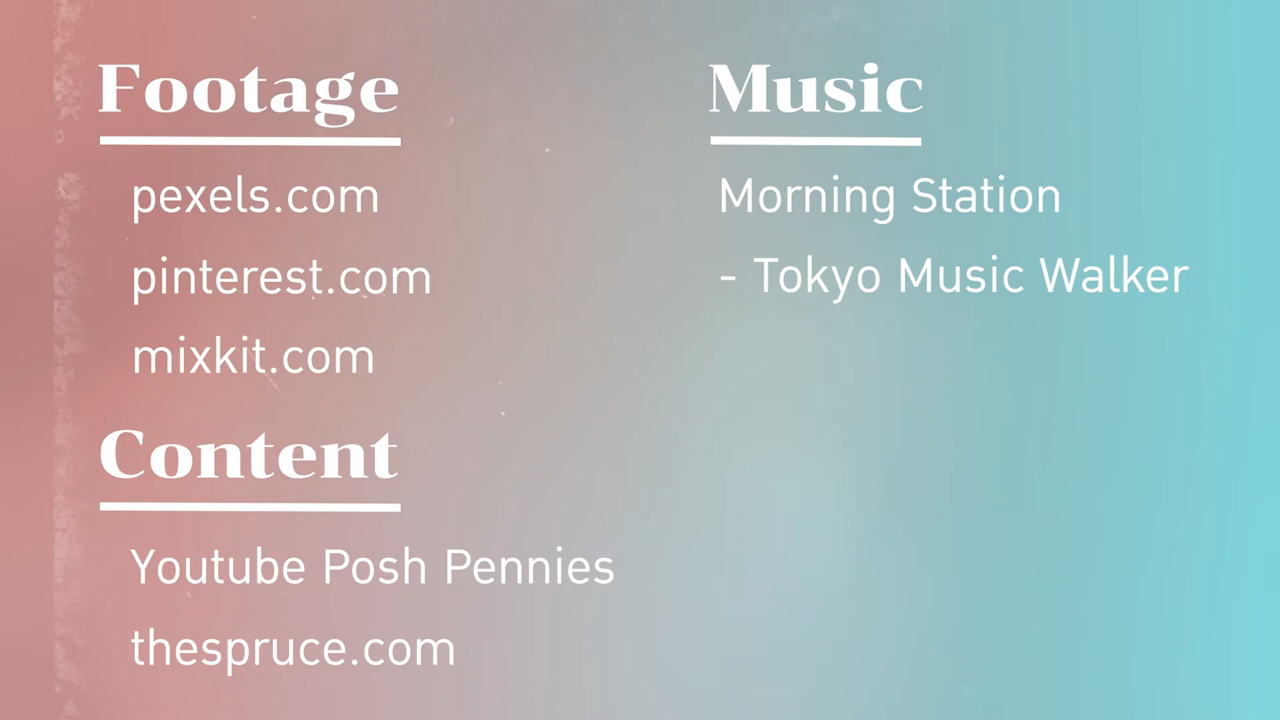 Footage
pexels.com
pinterest.com
mixkit.com
Content
Youtube Posh Pennies
thespruce.com
Music
Morning Station
- Tokyo Music Walker